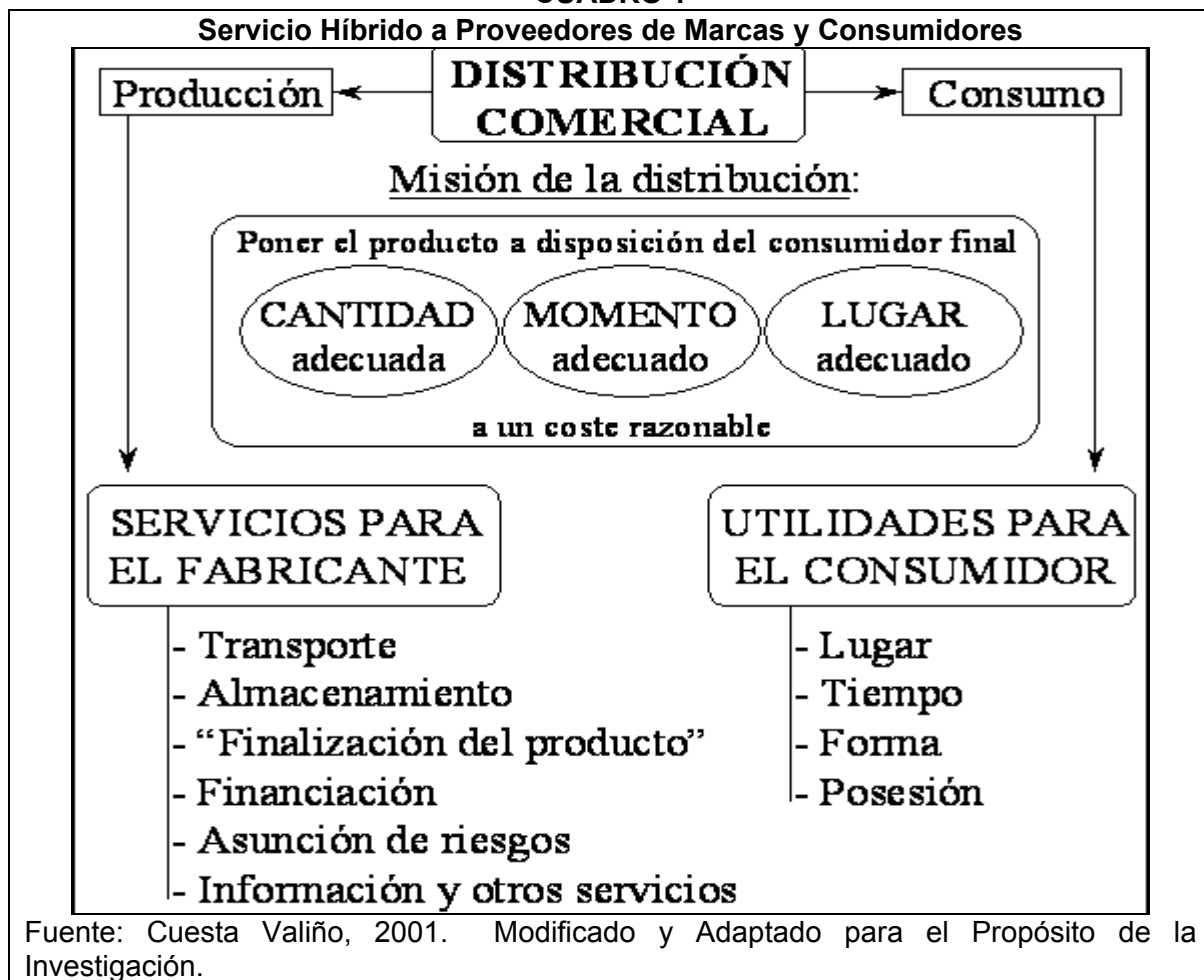 Servicio Híbrido a Proveedores de Marcas y Consumidores
Producción
DISTRIBUCIÓN
COMERCIAL
Consumo
Misión de la distribución:
Poner el producto a disposición del consumidor final
CANTIDAD
adecuada
MOMENTO
adecuado
LUGAR
adecuado
a un coste razonable
SERVICIOS PARA
EL FABRICANTE
- Transporte
- Almacenamiento
- “Finalización del producto”
- Financiación
- Asunción de riesgos
- Información y otros servicios
UTILIDADES PARA
EL CONSUMIDOR
- Lugar
- Tiempo
- Forma
- Posesión
Fuente: Cuesta Valiño, 2001. Modificado y Adaptado para el Propósito de la
Investigación.